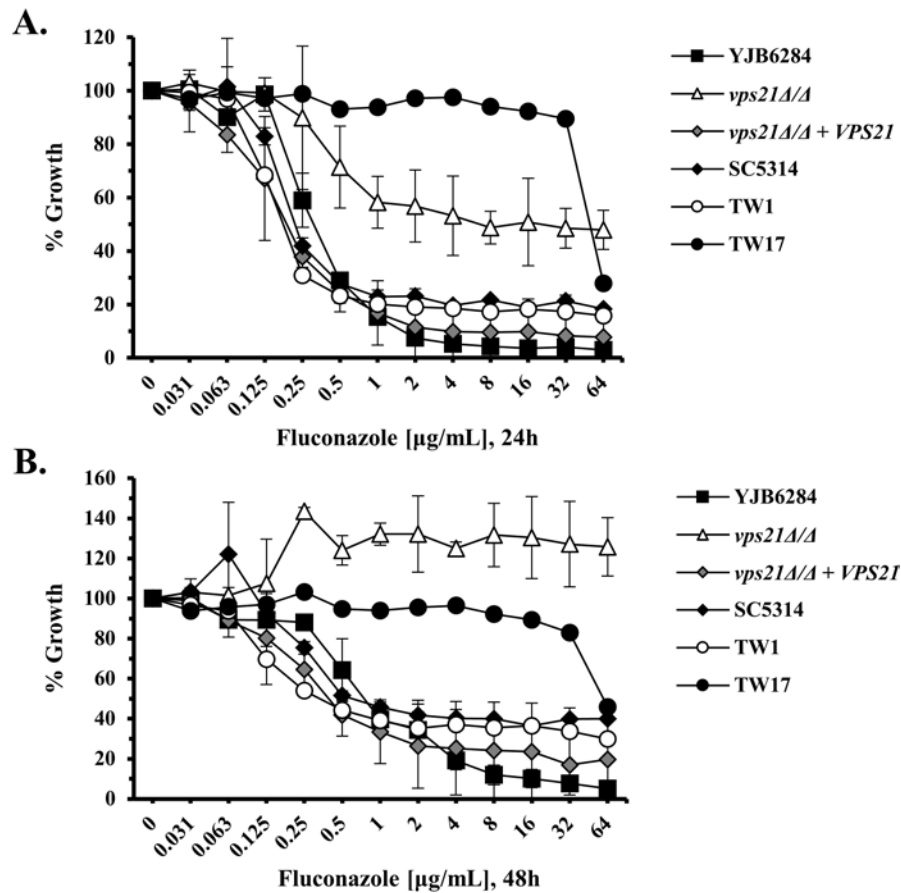 A.
120
100
80
60
40
20
0
% Growth
0 0.031 0.063 0.125 0.25 0.5 1 2 4 8 16 32 64
Fluconazole [µg/mL], 24h
YJB6284
vps21Δ/Δ
vps21Δ/Δ + VPS21
SC5314
TW1
TW17
B.
160
140
120
100
80
60
40
20
0
% Growth
0 0.031 0.063 0.125 0.25 0.5 1 2 4 8 16 32 64
Fluconazole [µg/mL], 48h
YJB6284
vps21Δ/Δ
vps21Δ/Δ + VPS21
SC5314
TW1
TW17